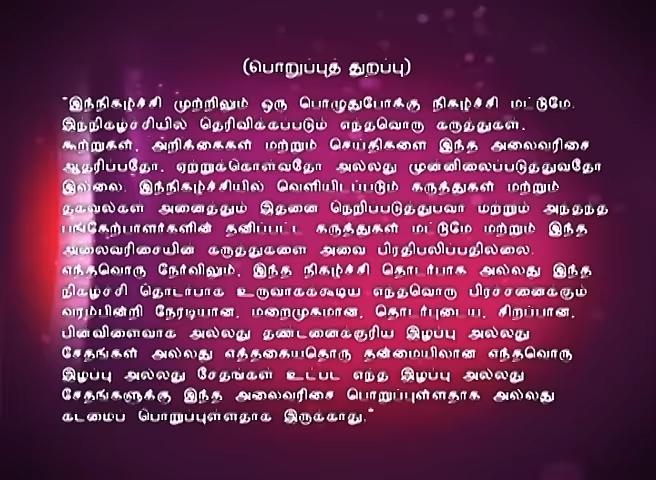 (பொறுப்புத் துறப்பு)
"இந்நிகழ்ச்சி முற்றிலும் ஒரு பொழுதுபோக்கு நிகழ்ச்சி மட்டுமே.
இந்நிகழ்ச்சியில் தெரிவிக்கப்படும் எந்தவொரு கருத்துகள்,
கூற்றுகள், அறிக்கைகள் மற்றும் செய்திகளை இந்த அலைவரிசை
ஆதரிப்பதோ, ஏற்றுக்கொள்வதோ அல்லது முன்னிலைப்படுத்துவதோ
இல்லை. இந்நிகழ்ச்சியில் வெளியிடப்படும் கருத்துகள் மற்றும்
தகவல்கள் அனைத்தும் இதனை நெறிபடுத்துபவர் மற்றும் அந்தந்த
பங்கேற்பாளர்களின் தனிப்பட்ட கருத்துகள் மட்டுமே மற்றும் இந்த
அலைவரிசையின் கருத்துகளை அவை பிரதிபலிப்பதில்லை.
எந்தவொரு நேர்விலும், இந்த நிகழ்ச்சி தொடர்பாக அல்லது இந்த
நிகழ்ச்சி தொடர்பாக உருவாகக்கூடிய எந்தவொரு பிரச்சனைக்கும்
வரம்பின்றி நேரடியான, மறைமுகமான, தொடர்புடைய, சிறப்பான,
பின்விளைவாக அல்லது தண்டனைக்குரிய இழப்பு அல்லது
சேதங்கள் அல்லது எத்தகையதொரு தன்மையிலான எந்தவொரு
இழப்பு அல்லது சேதங்கள் உட்பட எந்த இழப்பு அல்லது
சேதங்களுக்கு இந்த அலைவரிசை பொறுப்புள்ளதாக அல்லது
கடமைப் பொறுப்புள்ளதாக இருக்காது."